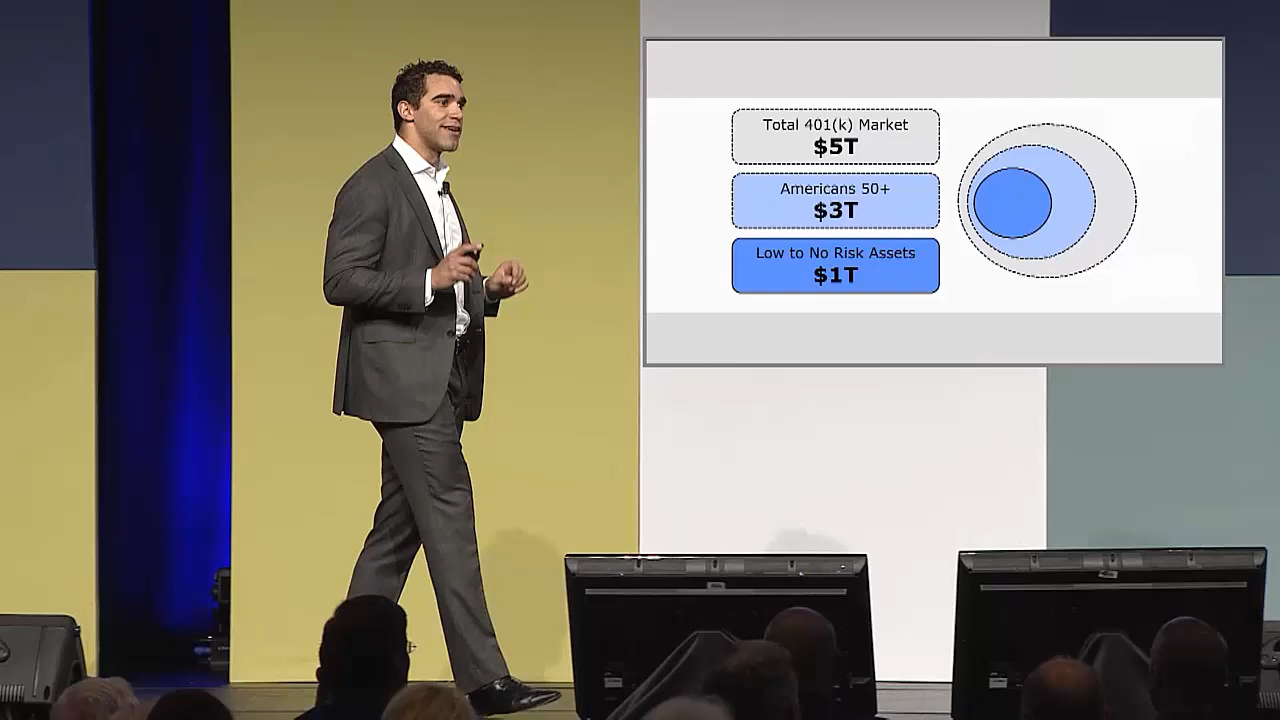 Total 401(k) Market
$5T
Americans 50+
$3T
Low to No Risk Assets
$1T